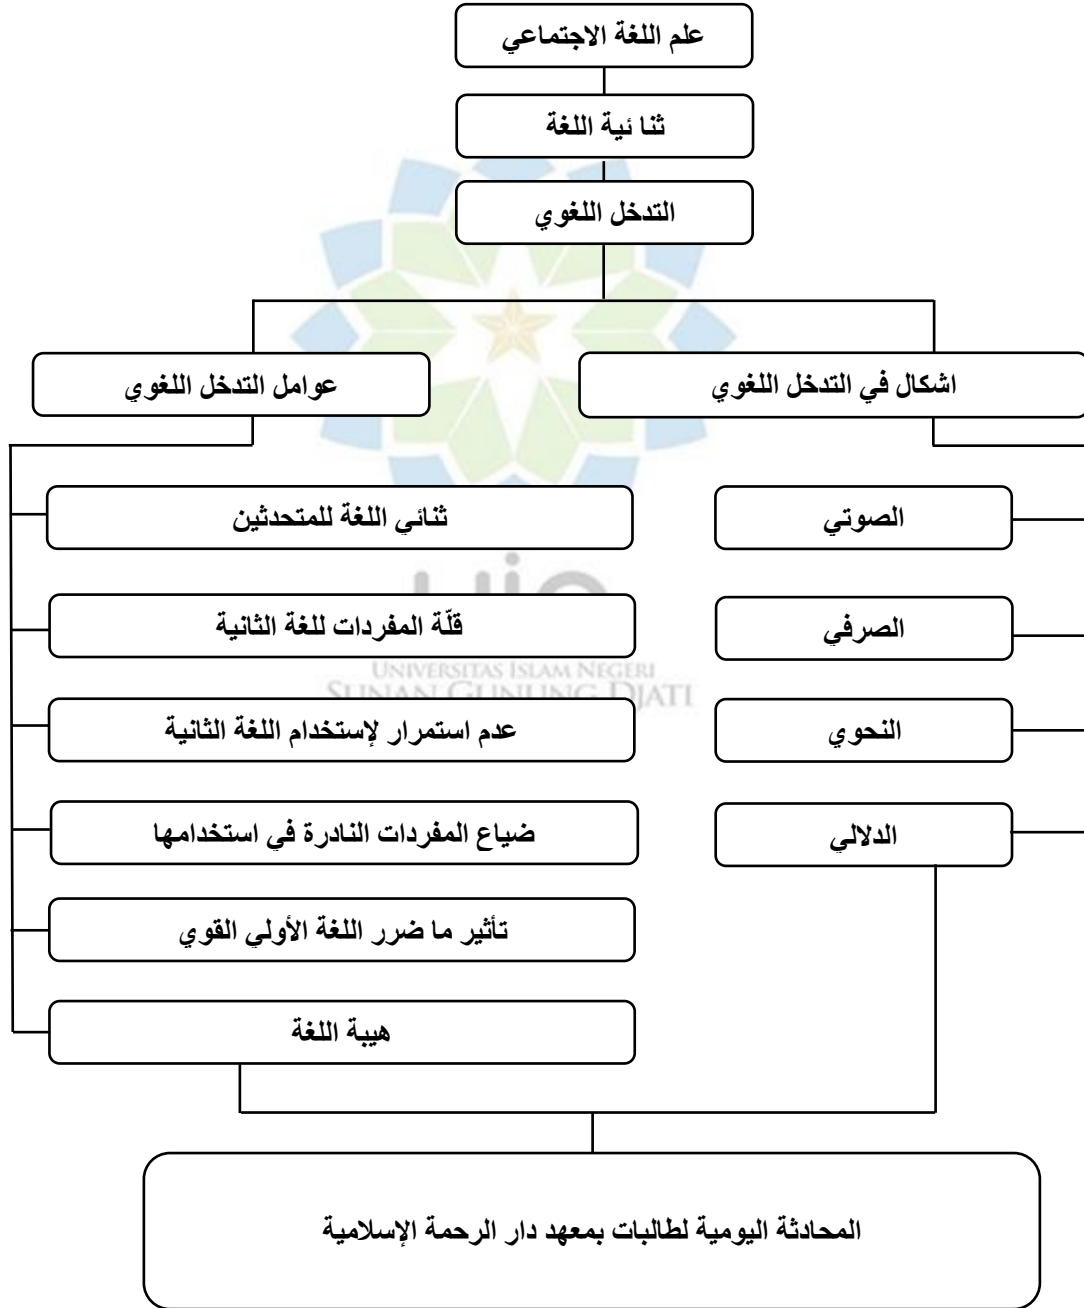 علم اللغة الاجتماعي
ثنا ئية اللغة
التدخل اللغوي
اشكال في التدخل اللغوي
عوامل التدخل اللغوي
الصوتي
الصرفي
النحوي
الدلالي
ثنائي اللغة للمتحدثين
قلّة المفردات للغة الثانية
عدم استمرار لإستخدام اللغة الثانية
ضياع المفردات النادرة في استخدامها
تأثير ما ضرر اللغة الأولي القوي
هيبة اللغة
المحادثة اليومية لطالبات بمعهد دار الرحمة الإسلامية
uin
UNIVERSITAS ISLAM NEGERI
SUNAN GUNUNG DJATI